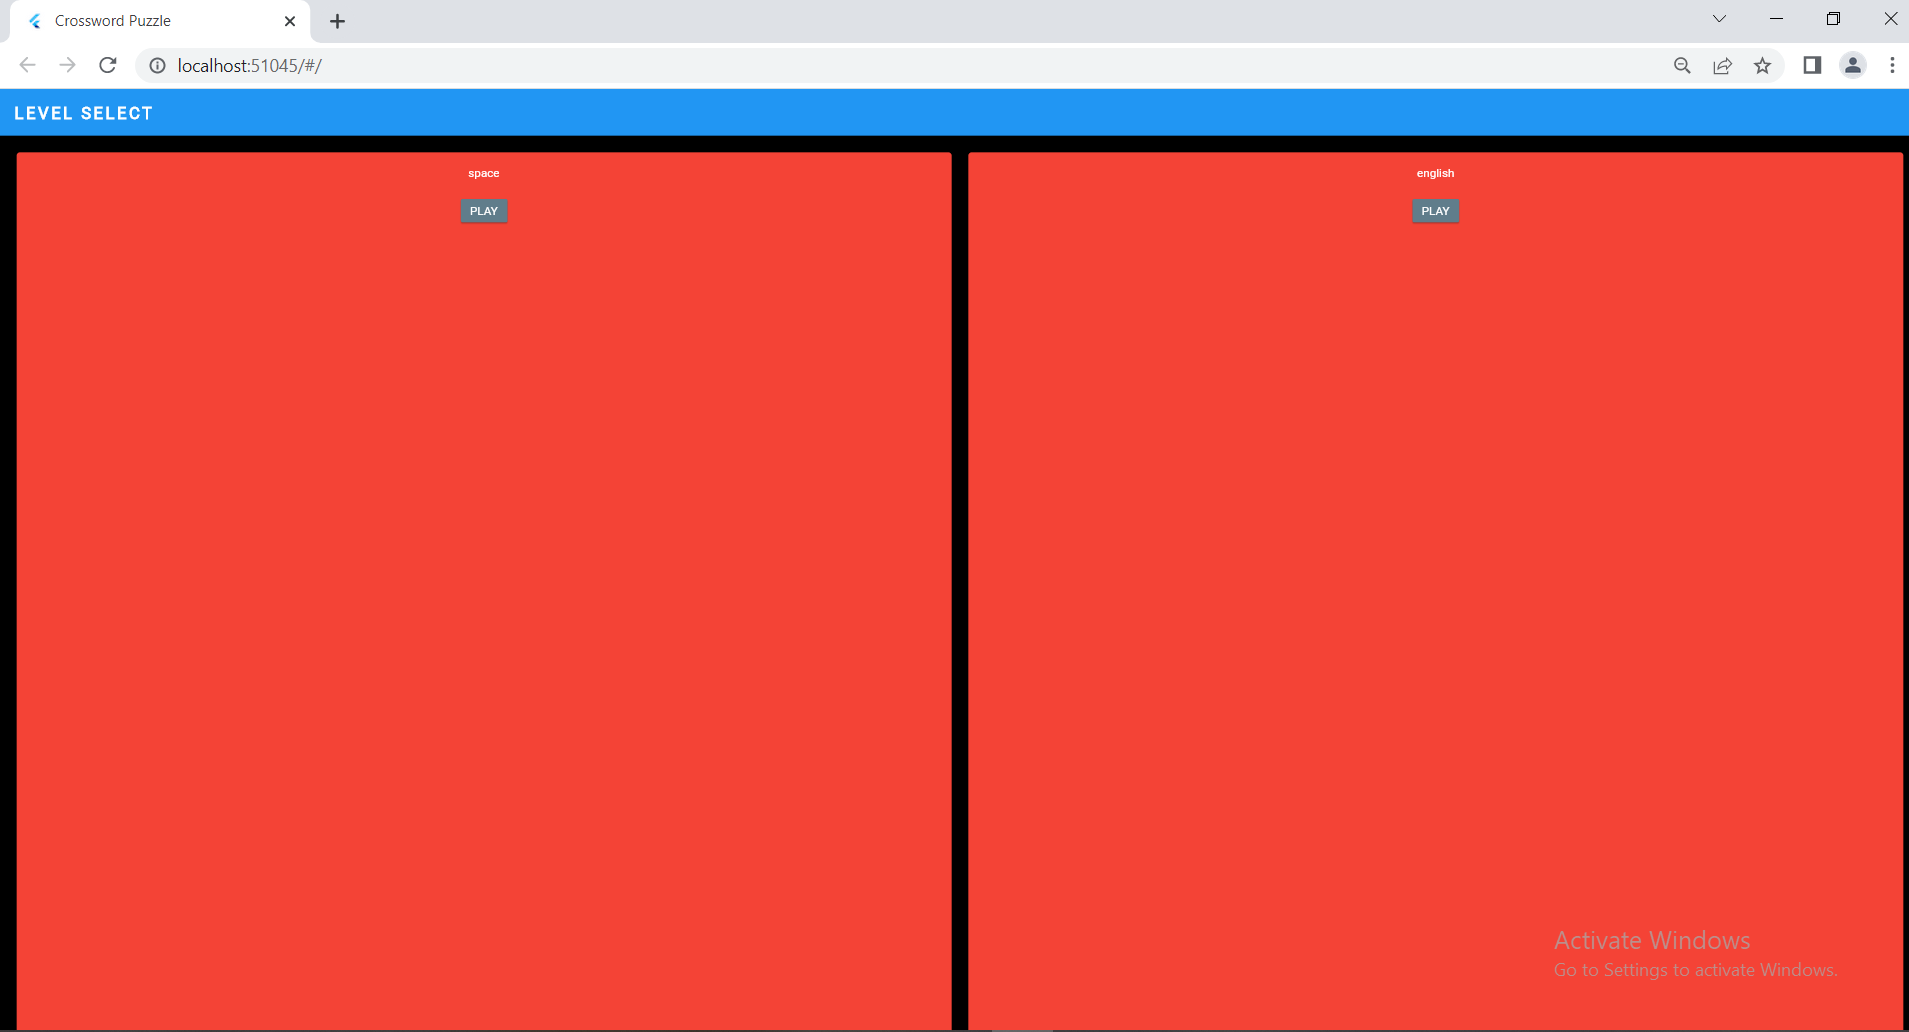 Crossword Puzzle
localhost:51045/#/
LEVEL SELECT
space
english
PLAY
PLAY
Activate Windows
Go to Settings to activate Windows.